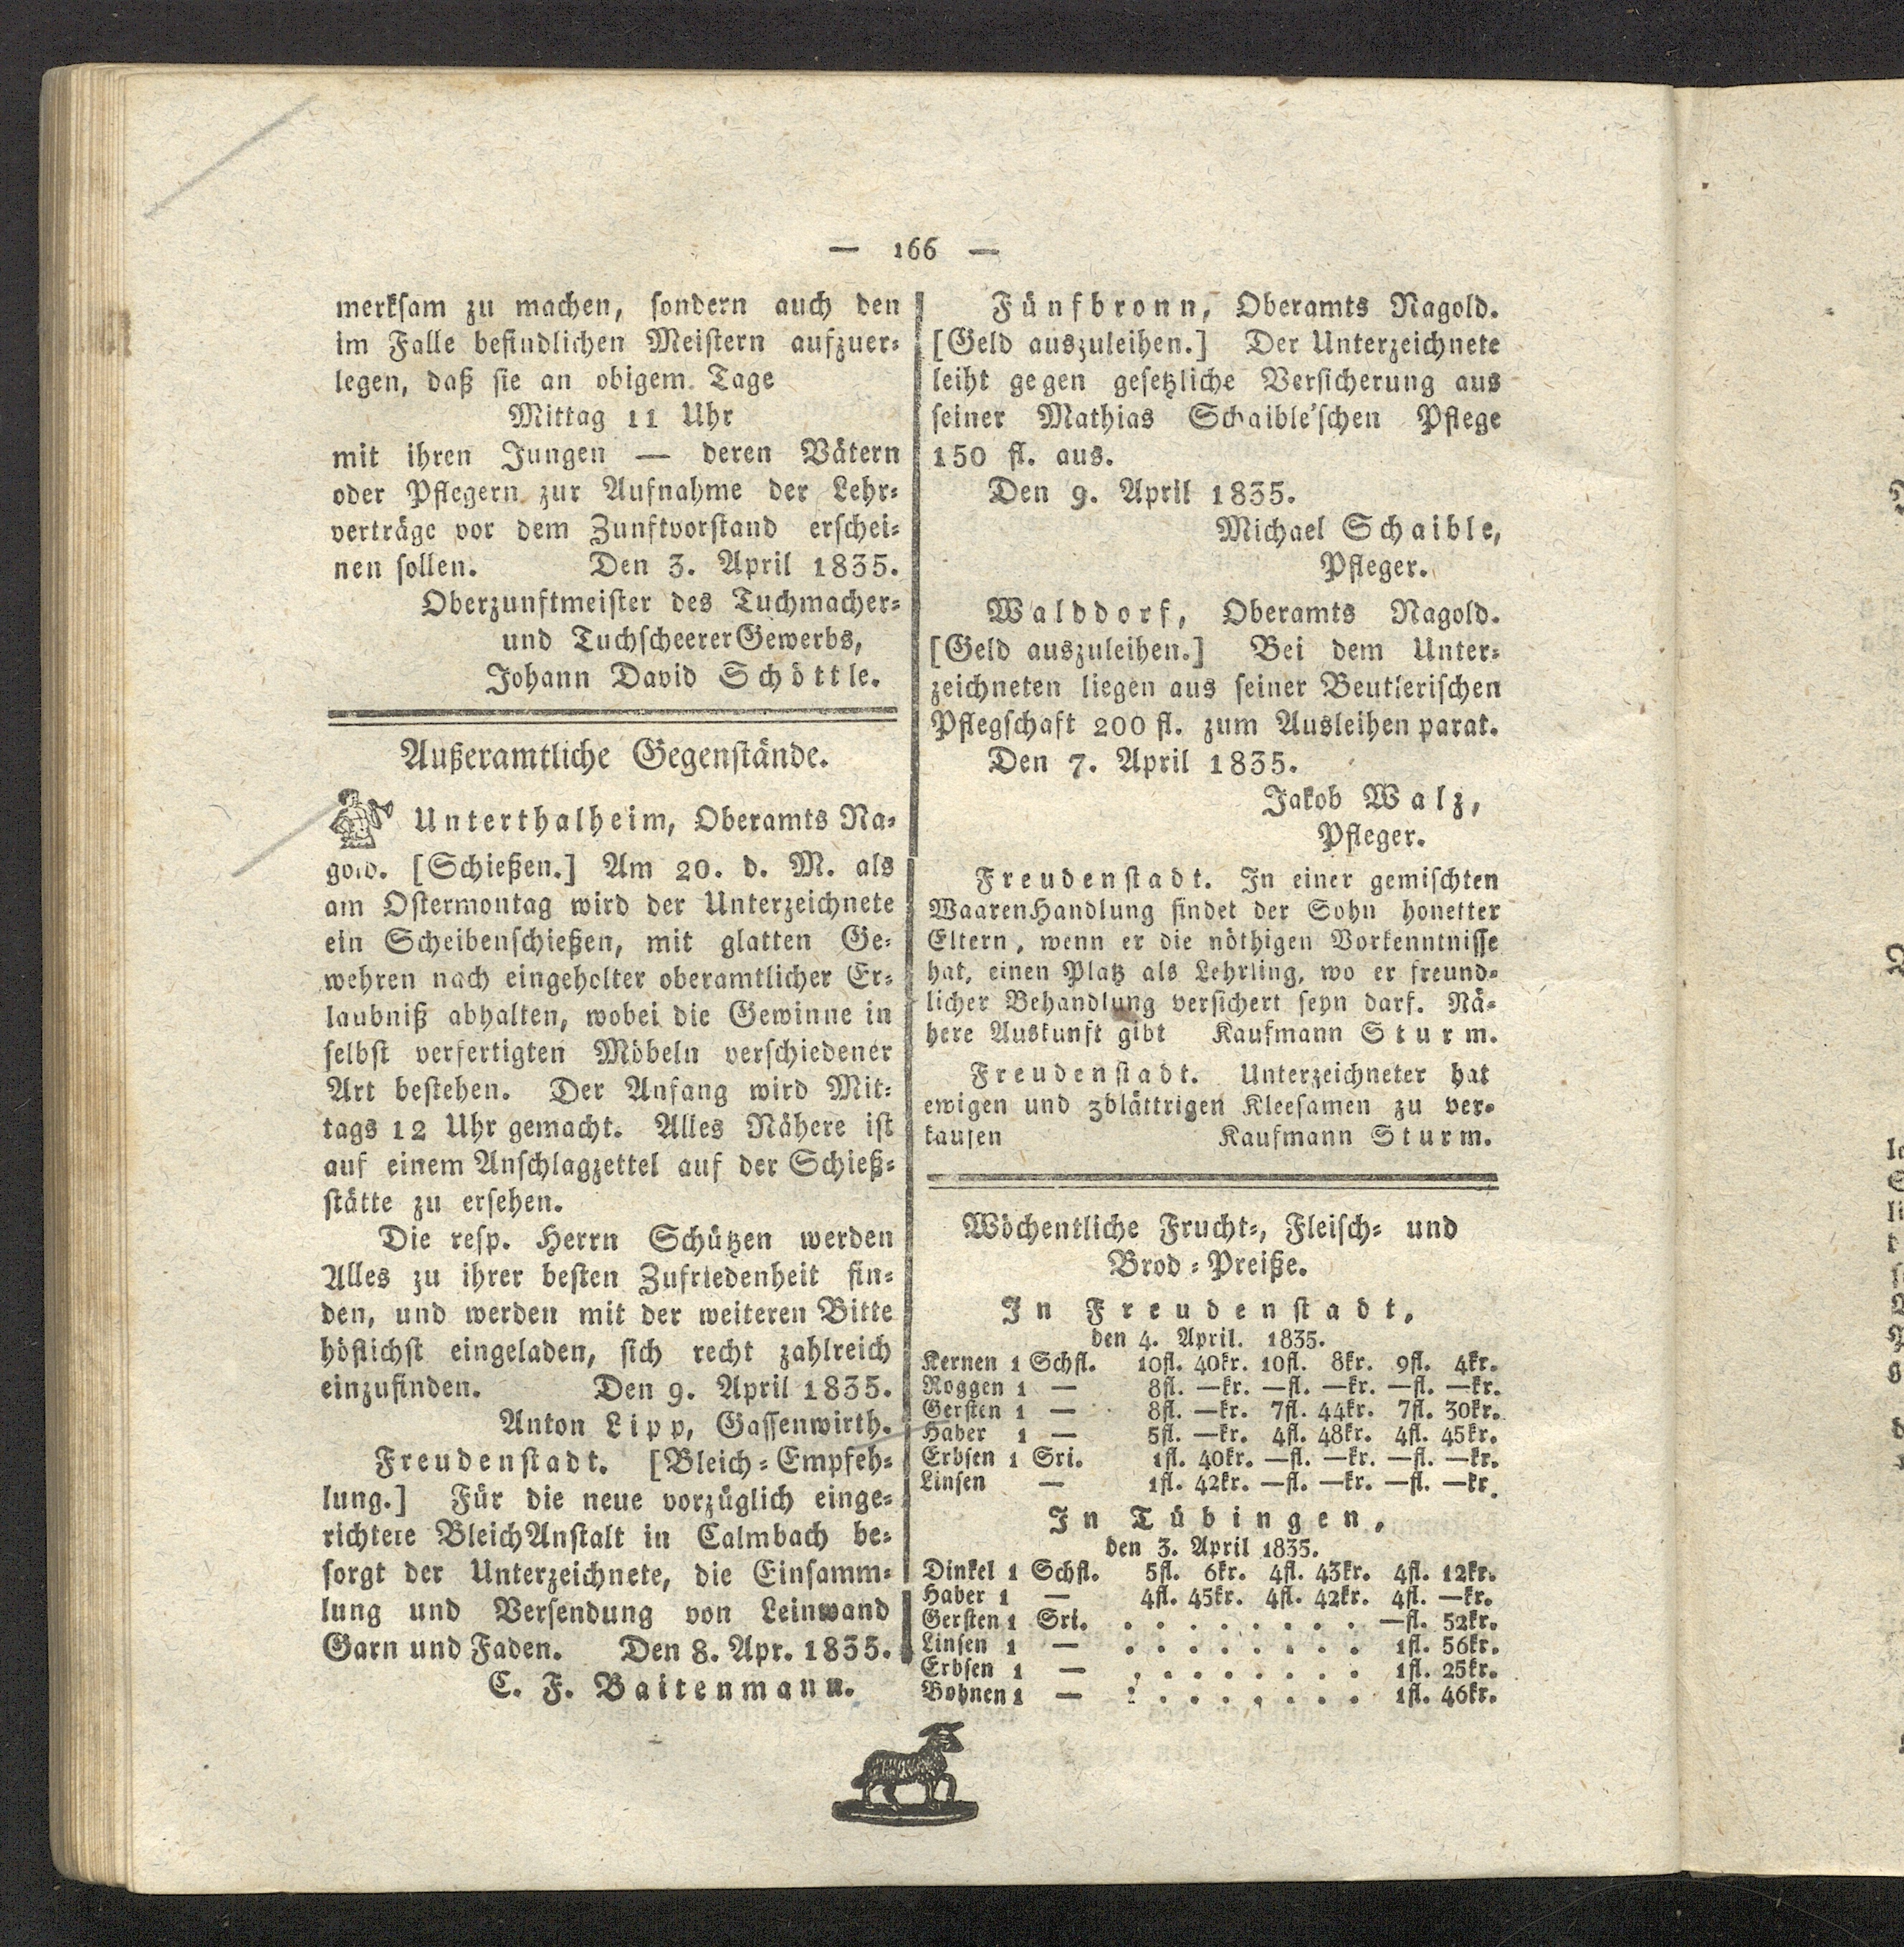 — 166 —
merkſam zu machen, ſondern auch den
im Falle befindlichen Meiſtern aufzuer⸗
legen, daß ſie an obigem Tage
Mittag 11 Uhr
mit ihren Jungen — deren Vätern
oder Pflegern zur Aufnahme der Lehr⸗
verträge vor dem Zunftvorſtand erſchei⸗
nen ſollen. Den 3. April 1835.
Oberzunftmeiſter des Tuchmacher⸗
und TuchſcheererGewerbs,
Johann David Schöttle.
Außeramtliche Gegenſtände.
Unterthalheim, Oberamts Na⸗
gold. [Schießen.] Am 20. d. M. als
am Oſtermontag wird der Unterzeichnete
ein Scheibenſchießen, mit glatten Ge⸗
wehren nach eingeholter oberamtlicher Er⸗
laubniß abhalten, wobei die Gewinne in
ſelbſt verfertigten Möbeln verſchiedener
Art beſtehen. Der Anfang wird Mit⸗
tags 12 Uhr gemacht. Alles Nähere iſt
auf einem Anſchlagzettel auf der Schieß⸗
ſtätte zu erſehen.
Die reſp. Herrn Schützen werden
Alles zu ihrer beſten Zufriedenheit fin⸗
den, und werden mit der weiteren Bitte
höflichſt eingeladen, ſich recht zahlreich
einzufinden. Den 9. April 1835.
Anton Lipp, Gaſſenwirth.
Freudenſtadt. [Bleich⸗Empfeh⸗
lung.] Für die neue vorzüglich einge⸗
richtete BleichAnſtalt in Calmbach be⸗
ſorgt der Unterzeichnete, die Einſamm⸗
lung und Verſendung von Leinwand
Garn und Faden. Den 8. Apr. 1835.
C. F. Baitenmann.
Fünfbronn, Oberamts Nagold.
[Geld auszuleihen.] Der Unterzeichnete
leiht gegen geſetzliche Verſicherung aus
ſeiner Mathias Schaible'ſchen Pflege
150 fl. aus.
Den 9. April 1835.
Michael Schaible,
Pfleger.
Walddorf, Oberamts Nagold.
[Geld auszuleihen.] Bei dem Unter⸗
zeichneten liegen aus ſeiner Beutleriſchen
Pflegſchaft 200 fl. zum Ausleihen parat.
Den 7. April 1835.
Jakob Walz,
Pfleger.
Freudenſtadt. In einer gemiſchten
WaarenHandlung findet der Sohn honetter
Eltern, wenn er die nöthigen Vorkenntniſſe
hat, einen Platz als Lehrling, wo er freund⸗
licher Behandlung verſichert ſeyn darf. Nä⸗
here Auskunft gibt Kaufmann Sturm.
Freudenſtadt. Unterzeichneter hat
ewigen und 3blättrigen Kleeſamen zu ver⸗
kaufen Kaufmann Sturm.
Wöchentliche Frucht⸗, Fleiſch⸗ und
Brod⸗Preiße.
In Freudenſtadt,
den 4. April. 1835.
Kernen 1 Schfl. 10fl. 40kr. 10fl. 8kr. 9fl. 4kr.
Roggen 1 — 8fl. —kr. —fl. —kr. —fl. —kr.
Gerſten 1 — 8fl. —kr. 7fl. 44kr. 7fl. 30kr.
Haber 1 — 5fl. —kr. 4fl. 48kr. 4fl. 45kr.
Erbſen 1 Sri. 1fl. 40kr. —fl. —kr. —fl. —kr.
Linſen — 1fl. 42kr. —fl. —kr. —fl. —kr.
In Tübingen,
den 3. April 1835.
Dinkel 1 Schfl. 5fl. 6kr. 4fl. 43kr. 4fl. 12kr.
Haber 1 — 4fl. 45kr. 4fl. 42kr. 4fl. —kr.
Gerſten 1 Sri. . . . . . . . . —fl. 52kr.
Linſen 1 — . . . . . . . . 1fl. 56kr.
Erbſen 1 — . . . . . . . . 1fl. 25kr.
Bohnen 1 — . . . . . . . . 1fl. 46kr.